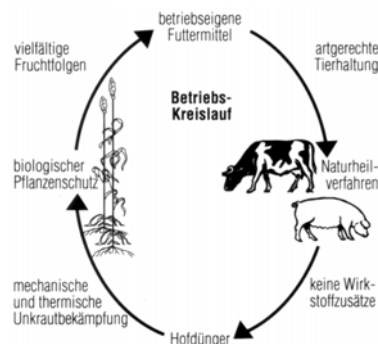 betriebseigene
Futtermittel
artgerechte
Tierhaltung
Naturheil-
verfahren
keine Wirk-
stoffzusätze
Hofdünger
mechanische
und thermische
Unkrautbekämpfung
biologischer
Pflanzenschutz
vielfältige
Fruchtfolgen
Betriebs-
Kreislauf